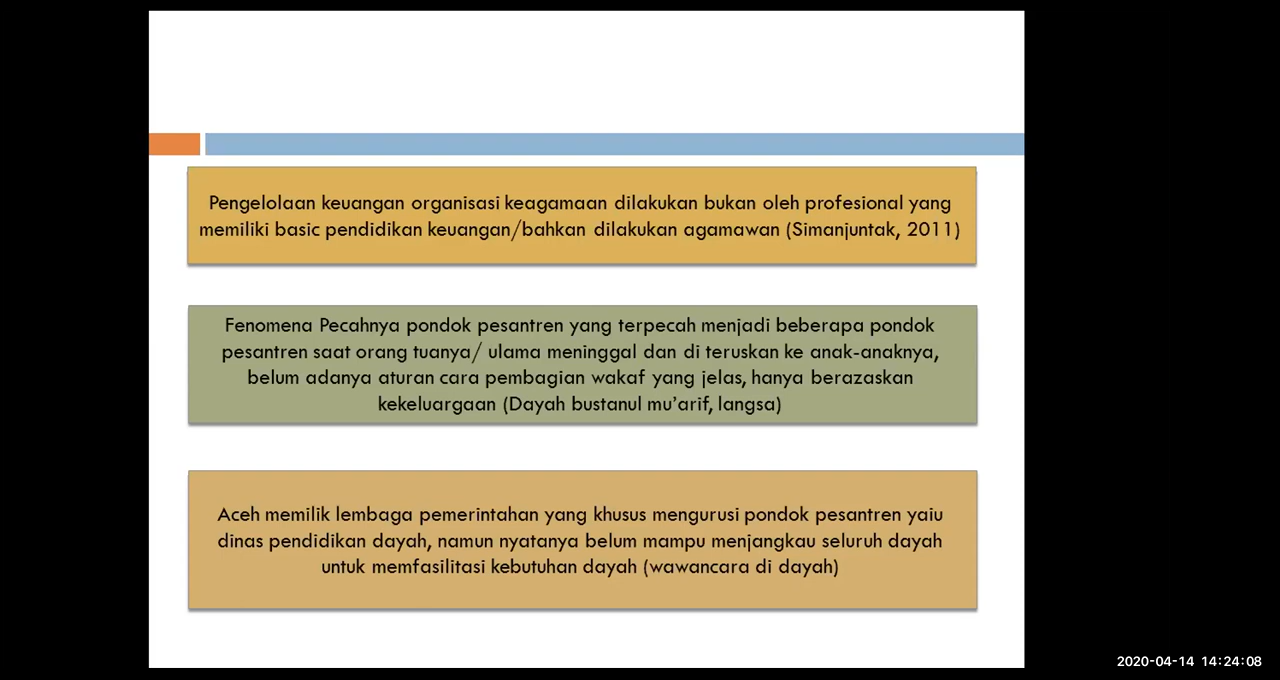 Pengelolaan keuangan organisasi keagamaan dilakukan bukan oleh profesional yang
memiliki basic pendidikan keuangan/bahkan dilakukan agamawan (Simanjuntak, 2011)
Fenomena Pecahnya pondok pesantren yang terpecah menjadi beberapa pondok
pesantren saat orang tuanya/ ulama meninggal dan di teruskan ke anak-anaknya,
belum adanya aturan cara pembagian wakaf yang jelas, hanya berazaskan
kekeluargaan (Dayah bustanul mu'arif, langsa)
Aceh memilik lembaga pemerintahan yang khusus mengurusi pondok pesantren yaiu
dinas pendidikan dayah, namun nyatanya belum mampu menjangkau seluruh dayah
untuk memfasilitasi kebutuhan dayah (wawancara di dayah)
2020-04-14 14:24:08